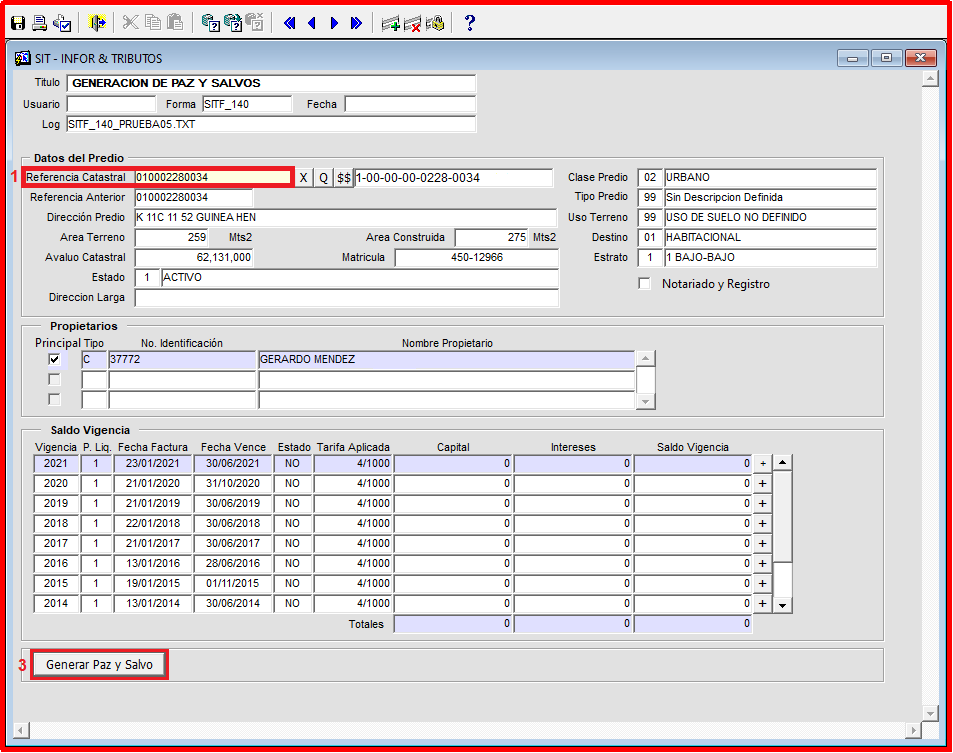 SIT - INFOR & TRIBUTOS
Titulo GENERACION DE PAZ Y SALVOS
Usuario Forma SITF_140 Fecha
Log SITF_140_PRUEBA05.TXT
Datos del Predio
1 Referencia Catastral 010002280034 X Q $$ 1-00-00-00-0228-0034 Clase Predio 02 URBANO
Referencia Anterior 010002280034 Tipo Predio 99 Sin Descripcion Definida
Dirección Predio K 11C 11 52 GUINEA HEN Uso Terreno 99 USO DE SUELO NO DEFINIDO
Area Terreno 259 Mts2 Area Construida 275 Mts2 Destino 01 HABITACIONAL
Avaluo Catastral 62,131,000 Matricula 450-12966 Estrato 1 1 BAJO-BAJO
Estado 1 ACTIVO Notariado y Registro
Direccion Larga
Propietarios
Principal Tipo No. Identificación Nombre Propietario
C 37772 GERARDO MENDEZ
Saldo Vigencia
Vigencia P. Liq. Fecha Factura Fecha Vence Estado Tarifa Aplicada Capital Intereses Saldo Vigencia
2021 1 23/01/2021 30/06/2021 NO 4/1000 0 0 0 +
2020 1 21/01/2020 31/10/2020 NO 4/1000 0 0 0 +
2019 1 21/01/2019 30/06/2019 NO 4/1000 0 0 0 +
2018 1 22/01/2018 30/06/2018 NO 4/1000 0 0 0 +
2017 1 21/01/2017 30/06/2017 NO 4/1000 0 0 0 +
2016 1 13/01/2016 28/06/2016 NO 4/1000 0 0 0 +
2015 1 19/01/2015 01/11/2015 NO 4/1000 0 0 0 +
2014 1 13/01/2014 30/06/2014 NO 4/1000 0 0 0 +
Totales 0 0 0
3 Generar Paz y Salvo